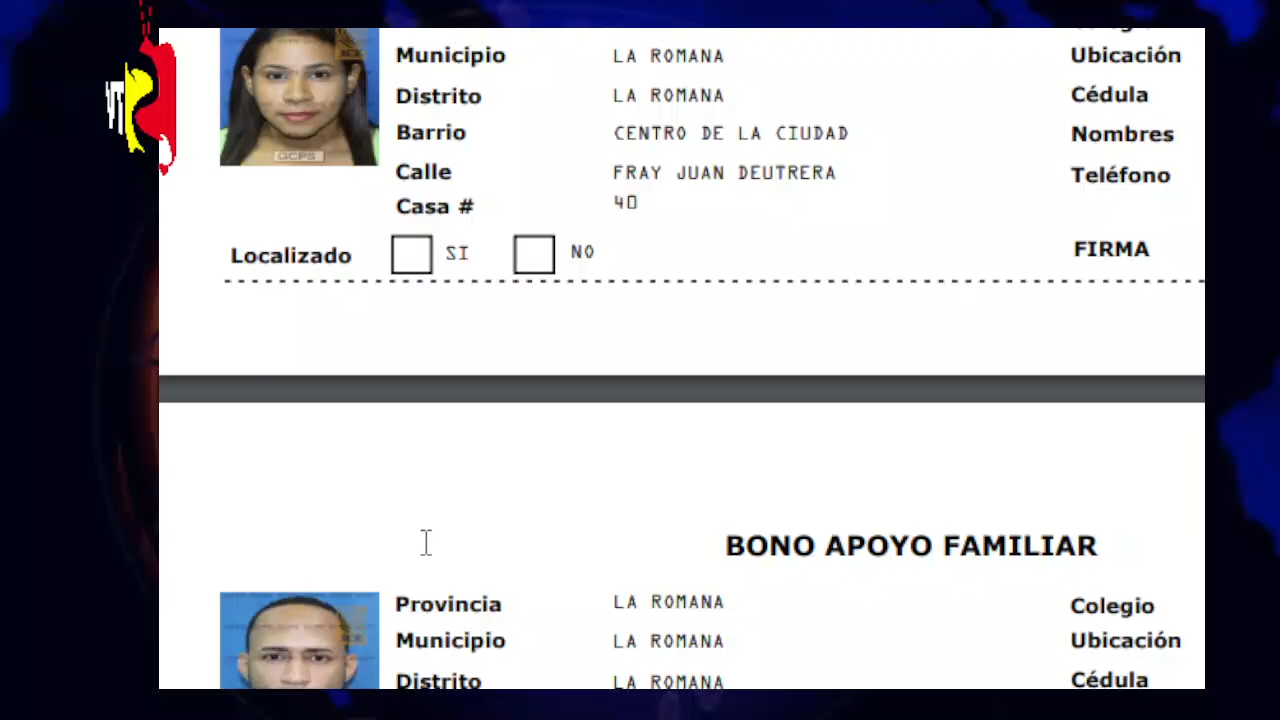 Municipio LA ROMANA Ubicación
Distrito LA ROMANA Cédula
Barrio CENTRO DE LA CIUDAD Nombres
Calle FRAY JUAN DEUTRERA Teléfono
Casa # 40
Localizado SI NO FIRMA
BONO APOYO FAMILIAR
Provincia LA ROMANA Colegio
Municipio LA ROMANA Ubicación
Distrito LA ROMANA Cédula